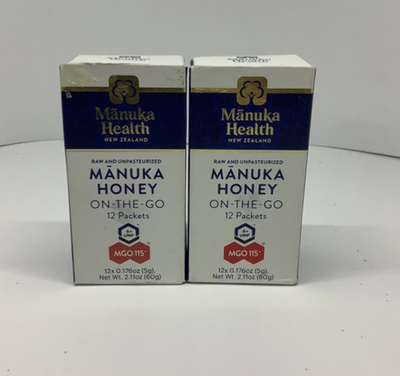 Mānuka
Health
NEW ZEALAND
RAW AND UNPASTEURIZED
MĀNUKA
HONEY
ON-THE-GO
12 Packets
6+
UMF
MGO 115+
12x 0.176oz (5g),
Net Wt. 2.11oz (60g)
Mānuka
Health
NEW ZEALAND
RAW AND UNPASTEURIZED
MĀNUKA
HONEY
ON-THE-GO
12 Packets
6+
UMF
MGO 115+
12x 0.176oz (5g),
Net Wt. 2.11oz (60g)